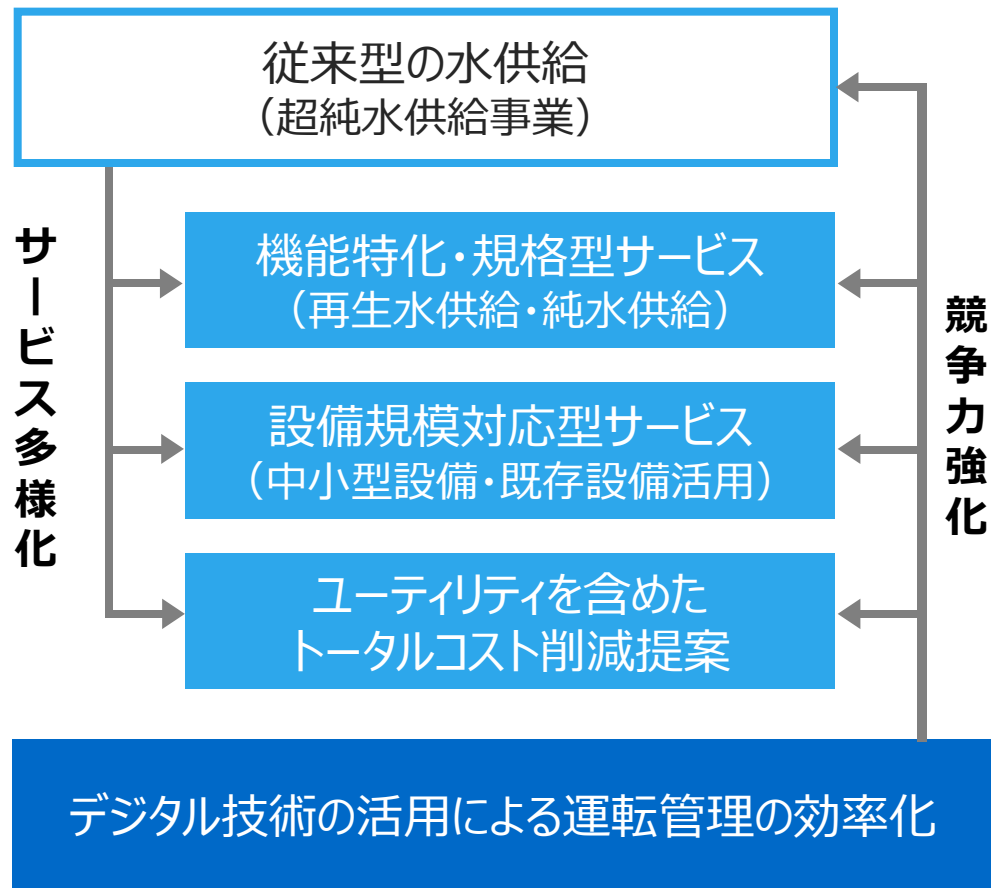 従来型の水供給
（超純水供給事業）
サービス多様化
機能特化・規格型サービス
（再生水供給・純水供給）
設備規模対応型サービス
（中小型設備・既存設備活用）
ユーティリティを含めた
トータルコスト削減提案
競争力強化
デジタル技術の活用による運転管理の効率化